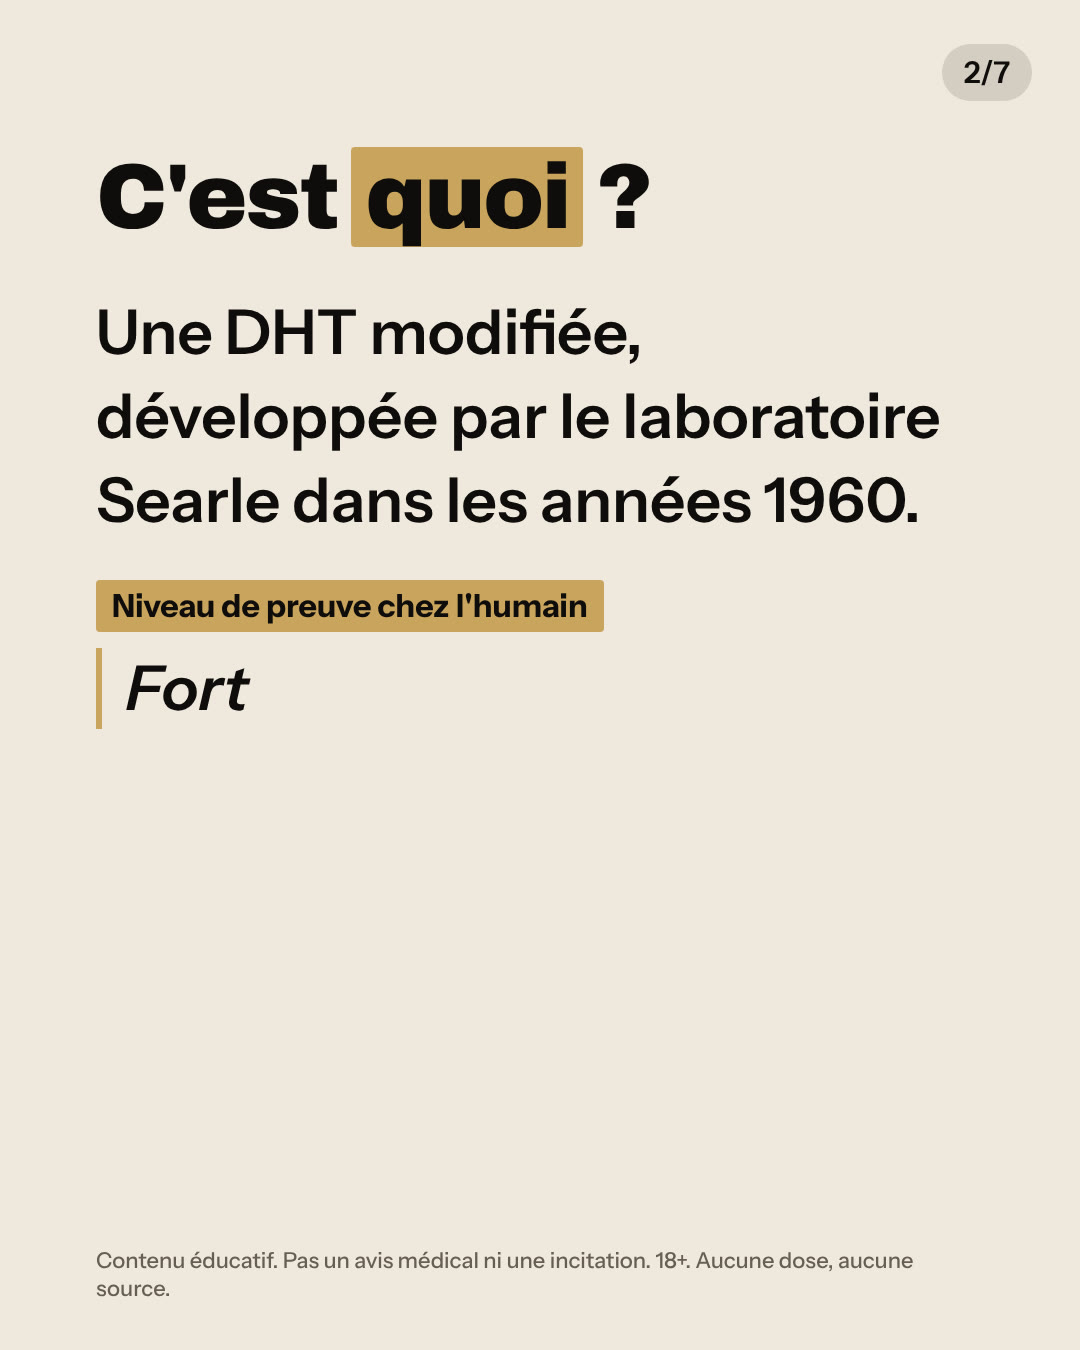 2/7
C'est quoi ?
Une DHT modifiée,
développée par le laboratoire
Searle dans les années 1960.
Niveau de preuve chez l'humain
Fort
Contenu éducatif. Pas un avis médical ni une incitation. 18+. Aucune dose, aucune
source.